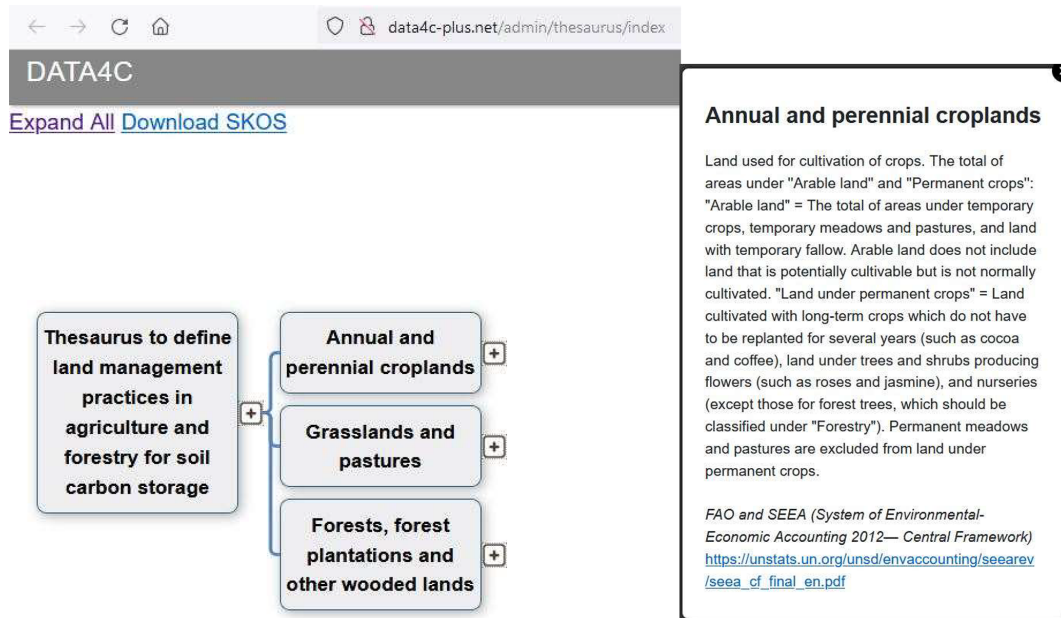 data4c-plus.net/admin/thesaurus/index
DATA4C
Expand All Download SKOS
Thesaurus to define
land management
practices in
agriculture and
forestry for soil
carbon storage
+
Annual and
perennial croplands
+
Grasslands and
pastures
+
Forests, forest
plantations and
other wooded lands
+
Annual and perennial croplands
Land used for cultivation of crops. The total of
areas under "Arable land" and "Permanent crops":
"Arable land" = The total of areas under temporary
crops, temporary meadows and pastures, and land
with temporary fallow. Arable land does not include
land that is potentially cultivable but is not normally
cultivated. "Land under permanent crops" = Land
cultivated with long-term crops which do not have
to be replanted for several years (such as cocoa
and coffee), land under trees and shrubs producing
flowers (such as roses and jasmine), and nurseries
(except those for forest trees, which should be
classified under "Forestry"). Permanent meadows
and pastures are excluded from land under
permanent crops.
FAO and SEEA (System of Environmental-
Economic Accounting 2012— Central Framework)
https://unstats.un.org/unsd/envaccounting/seearev
/seea_cf_final_en.pdf